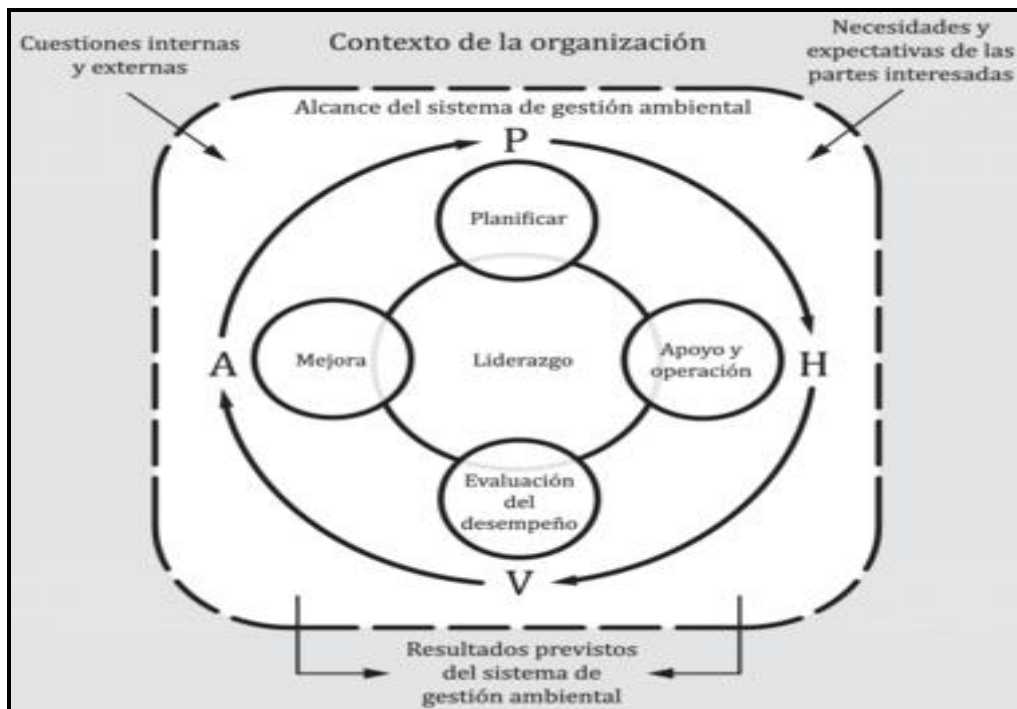 Cuestiones internas
y externas
Contexto de la organización
Necesidades y
expectativas de las
partes interesadas
Alcance del sistema de gestión ambiental
P
Planificar
A
Mejora
Liderazgo
Apoyo y
operación
H
Evaluación
del
desempeño
V
Resultados previstos
del sistema de
gestión ambiental